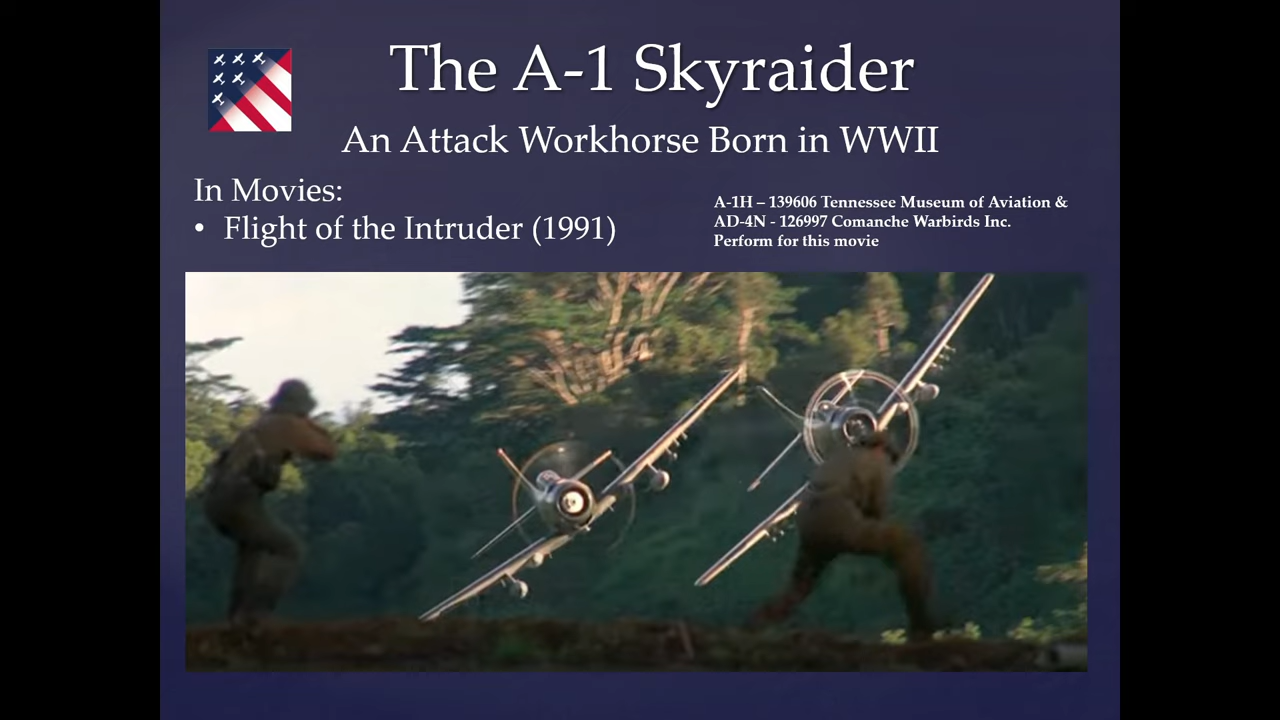 The A-1 Skyraider
An Attack Workhorse Born in WWII
In Movies:
• Flight of the Intruder (1991)
A-1H – 139606 Tennessee Museum of Aviation &
AD-4N - 126997 Comanche Warbirds Inc.
Perform for this movie